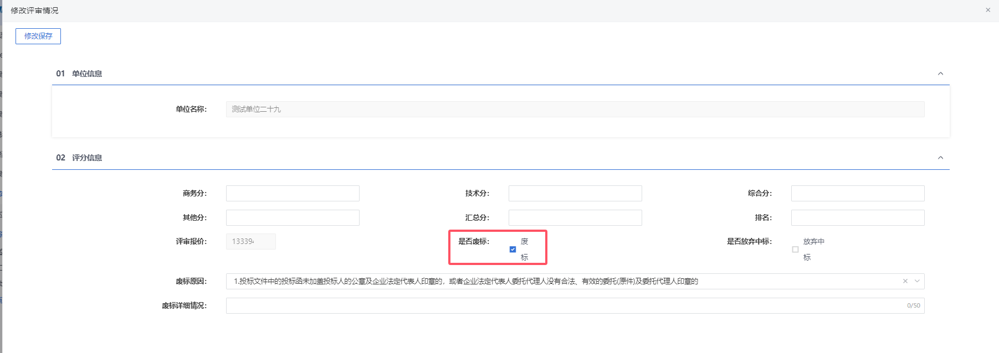 修改评审情况
修改保存
01 单位信息
单位名称: 测试单位二十九
02 评分信息
商务分: 技术分: 综合分:
其他分: 汇总分: 排名:
评审报价: 13339 是否废标: 废标 是否放弃中标: 放弃中标
废标原因: 1.投标文件中的投标函未加盖投标人的公章及企业法定代表人印章的，或者企业法定代表人委托代理人没有合法、有效的委托(原件)及委托代理人印章的
废标详细情况: 0/50